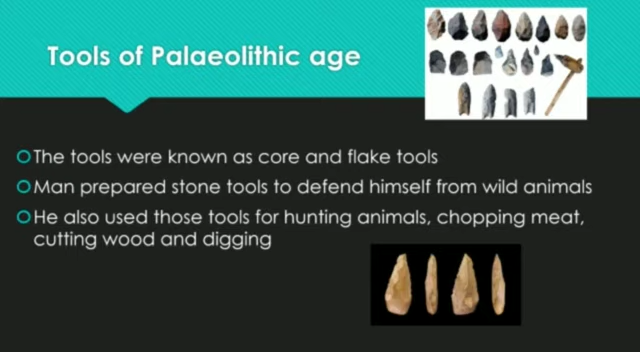 Tools of Palaeolithic age
The tools were known as core and flake tools
Man prepared stone tools to defend himself from wild animals
He also used those tools for hunting animals, chopping meat,
cutting wood and digging